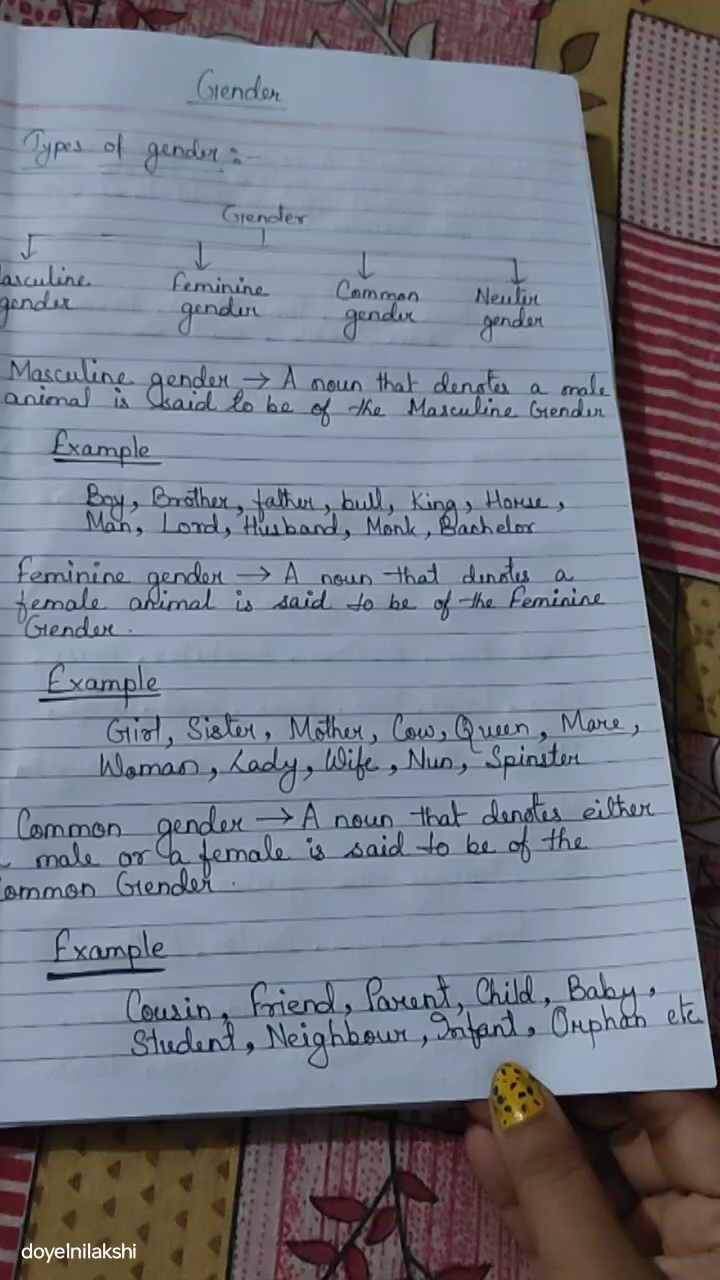 Gender
Types of gender :-
Gender
asculine Feminine Common Neutir
gender gender gender gender
Masculine gender → A noun that denotes a male
animal is said to be of the Masculine Gender
Example
Boy, Brother, father, bull, King, Horse,
Man, Lord, Husband, Monk, Bachelor
Feminine gender → A noun that denotes a
female animal is said to be of the Feminine
Gender.
Example
Girl, Sister, Mother, Cow, Queen, Mare,
Woman, Lady, Wife, Nun, Spinster
Common gender → A noun that denotes either
male or a female is said to be of the
ommon Gender.
Example
Cousin, Friend, Parent, Child, Baby,
Student, Neighbour, Infant, Orphan etc
doyelnilakshi